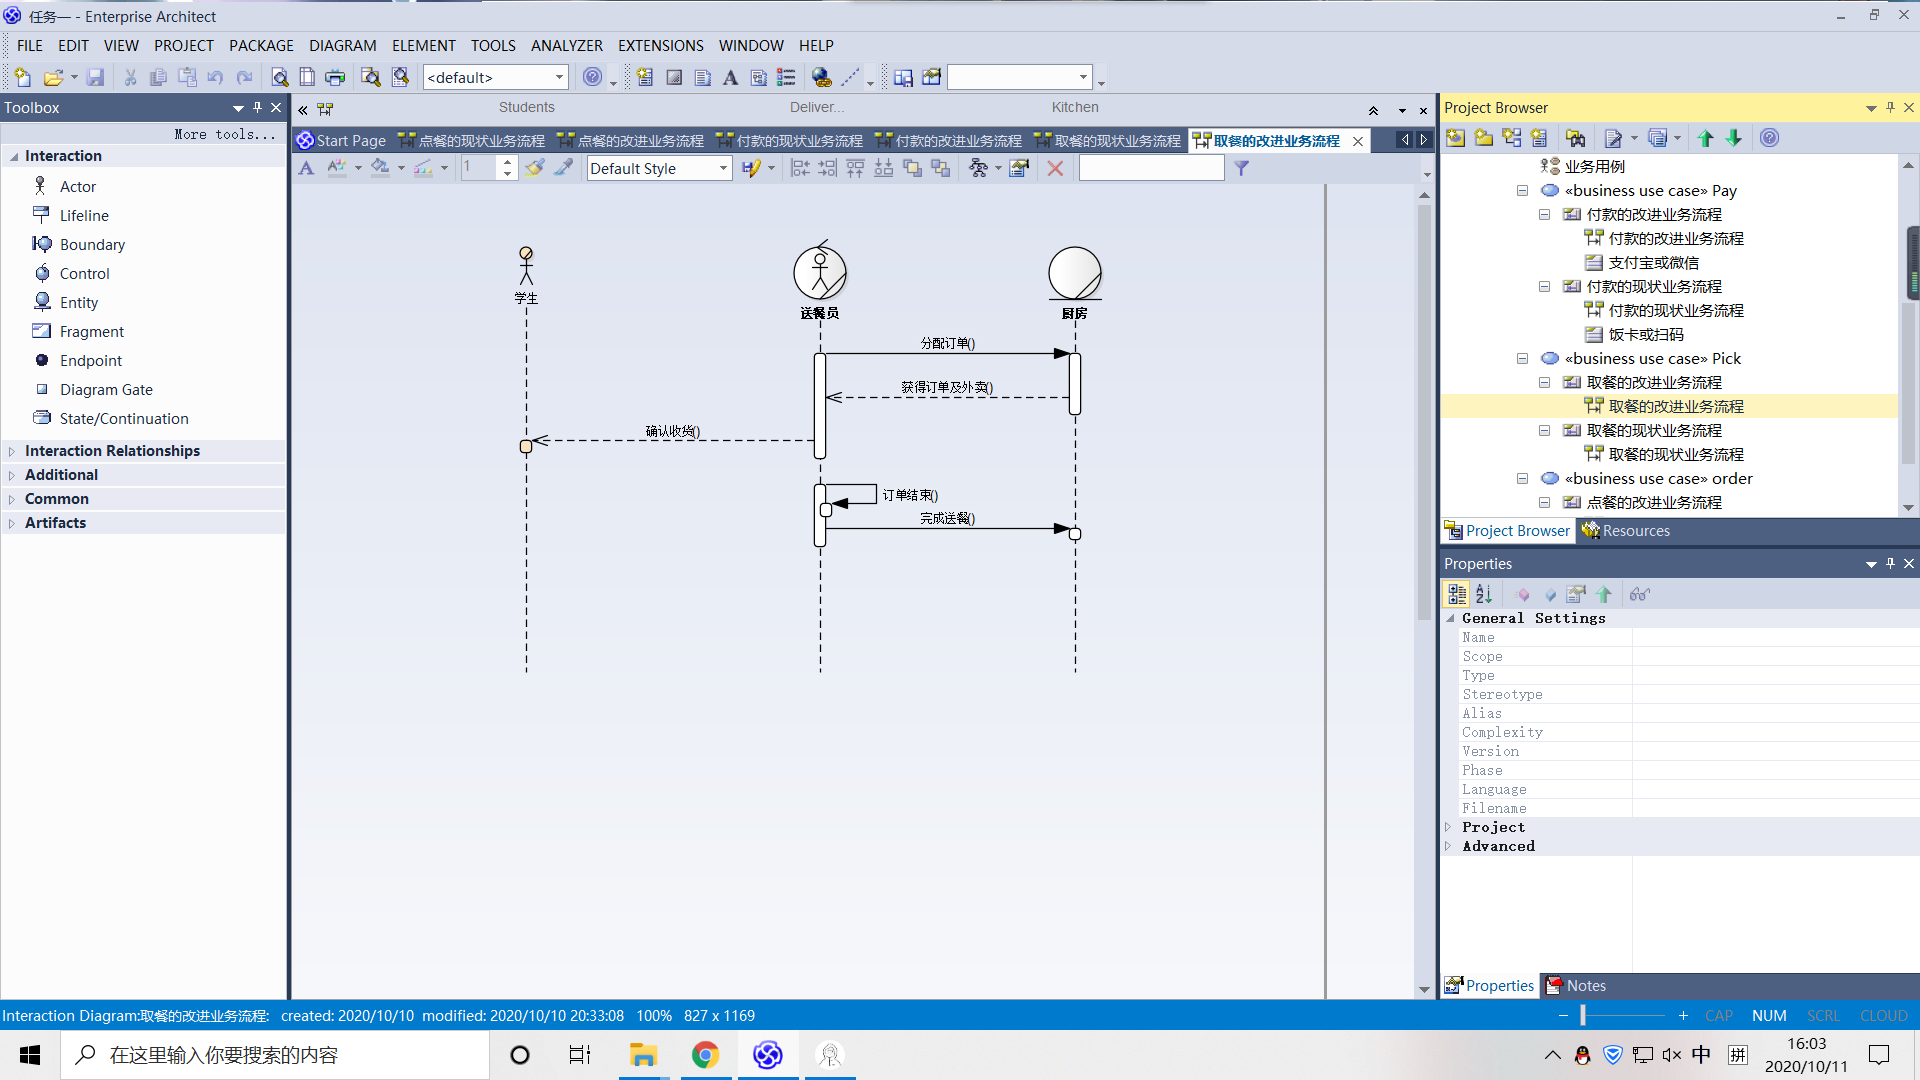 任务一 - Enterprise Architect
FILE EDIT VIEW PROJECT PACKAGE DIAGRAM ELEMENT TOOLS ANALYZER EXTENSIONS WINDOW HELP
<default>
Toolbox
More tools...
Interaction
Actor
Lifeline
Boundary
Control
Entity
Fragment
Endpoint
Diagram Gate
State/Continuation
Interaction Relationships
Additional
Common
Artifacts
Students Deliver... Kitchen
Start Page 点餐的现状业务流程 点餐的改进业务流程 付款的现状业务流程 付款的改进业务流程 取餐的现状业务流程 取餐的改进业务流程
1 Default Style
学生
送餐员
厨房
分配订单()
获得订单及外卖()
确认收货()
订单结束()
完成送餐()
Project Browser
业务用例
«business use case» Pay
付款的改进业务流程
付款的改进业务流程
支付宝或微信
付款的现状业务流程
付款的现状业务流程
饭卡或扫码
«business use case» Pick
取餐的改进业务流程
取餐的改进业务流程
取餐的现状业务流程
取餐的现状业务流程
«business use case» order
点餐的改进业务流程
Project Browser Resources
Properties
General Settings
Name
Scope
Type
Stereotype
Alias
Complexity
Version
Phase
Language
Filename
Project
Advanced
Properties Notes
Interaction Diagram:取餐的改进业务流程: created: 2020/10/10 modified: 2020/10/10 20:33:08 100% 827 x 1169
CAP NUM SCRL CLOUD
在这里输入你要搜索的内容
中 拼
16:03
2020/10/11